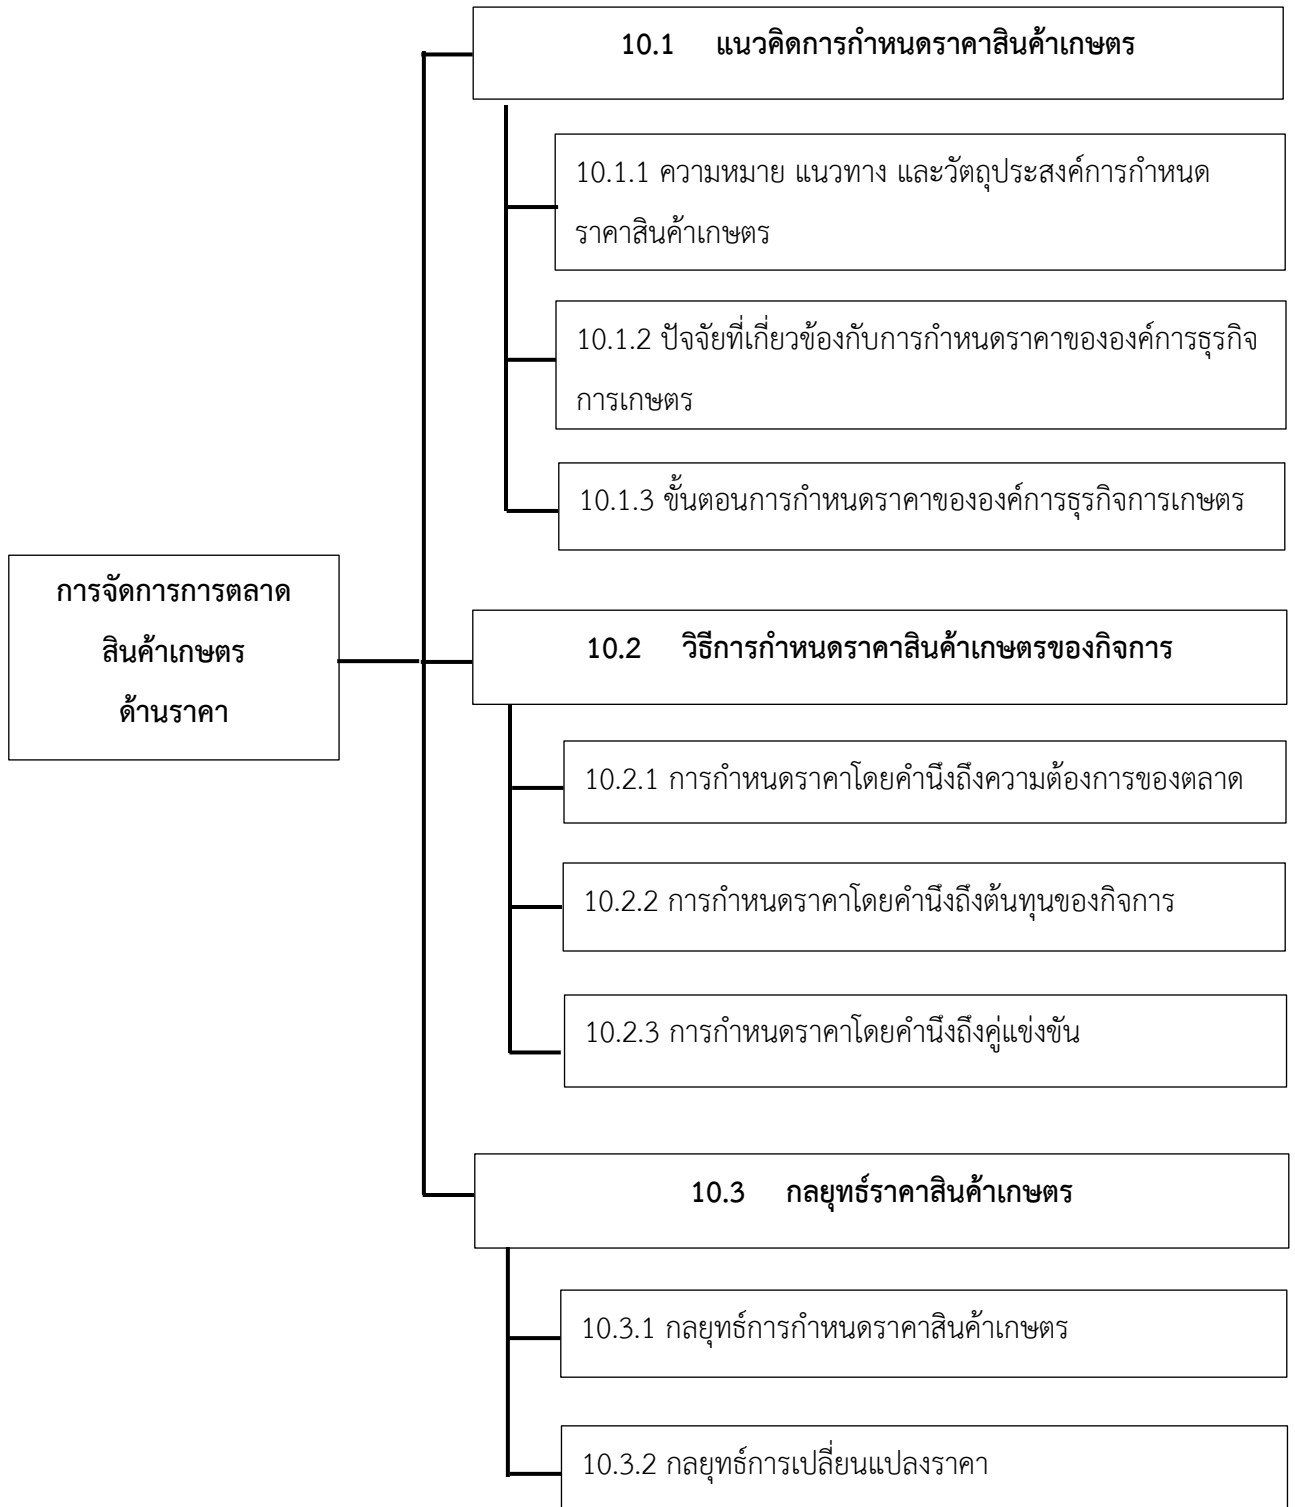 10.1 แนวคิดการกำหนดราคาสินค้าเกษตร
10.1.1 ความหมาย แนวทาง และวัตถุประสงค์การกำหนด
ราคาสินค้าเกษตร
10.1.2 ปัจจัยที่เกี่ยวข้องกับการกำหนดราคาขององค์การธุรกิจ
การเกษตร
10.1.3 ขั้นตอนการกำหนดราคาขององค์การธุรกิจการเกษตร
การจัดการการตลาด
สินค้าเกษตร
ด้านราคา
10.2 วิธีการกำหนดราคาสินค้าเกษตรของกิจการ
10.2.1 การกำหนดราคาโดยคำนึงถึงความต้องการของตลาด
10.2.2 การกำหนดราคาโดยคำนึงถึงต้นทุนของกิจการ
10.2.3 การกำหนดราคาโดยคำนึงถึงคู่แข่งขัน
10.3 กลยุทธ์ราคาสินค้าเกษตร
10.3.1 กลยุทธ์การกำหนดราคาสินค้าเกษตร
10.3.2 กลยุทธ์การเปลี่ยนแปลงราคา